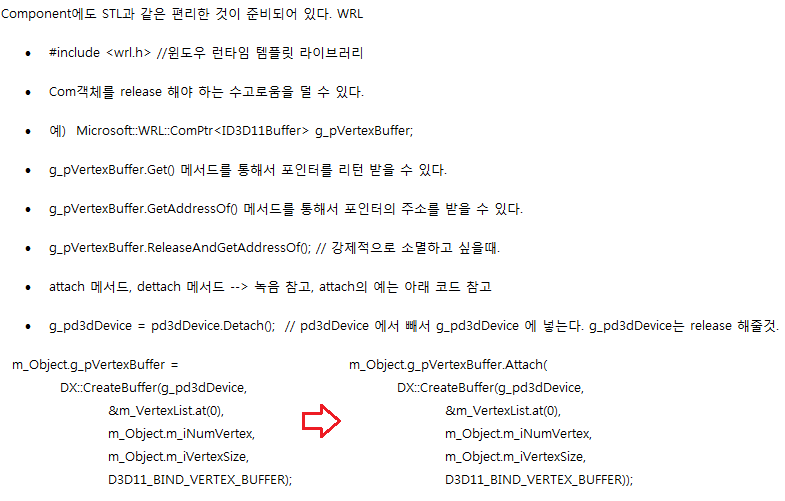 Component에도 STL과 같은 편리한 것이 준비되어 있다. WRL
• #include <wrl.h> //윈도우 런타임 템플릿 라이브러리
• Com객체를 release 해야 하는 수고로움을 덜 수 있다.
• 예) Microsoft::WRL::ComPtr<ID3D11Buffer> g_pVertexBuffer;
• g_pVertexBuffer.Get() 메서드를 통해서 포인터를 리턴 받을 수 있다.
• g_pVertexBuffer.GetAddressOf() 메서드를 통해서 포인터의 주소를 받을 수 있다.
• g_pVertexBuffer.ReleaseAndGetAddressOf(); // 강제적으로 소멸하고 싶을때.
• attach 메서드, dettach 메서드 --> 녹음 참고, attach의 예는 아래 코드 참고
• g_pd3dDevice = pd3dDevice.Detach(); // pd3dDevice 에서 빼서 g_pd3dDevice 에 넣는다. g_pd3dDevice는 release 해줄것.
m_Object.g_pVertexBuffer =
DX::CreateBuffer(g_pd3dDevice,
&m_VertexList.at(0),
m_Object.m_iNumVertex,
m_Object.m_iVertexSize,
D3D11_BIND_VERTEX_BUFFER);
m_Object.g_pVertexBuffer.Attach(
DX::CreateBuffer(g_pd3dDevice,
&m_VertexList.at(0),
m_Object.m_iNumVertex,
m_Object.m_iVertexSize,
D3D11_BIND_VERTEX_BUFFER));